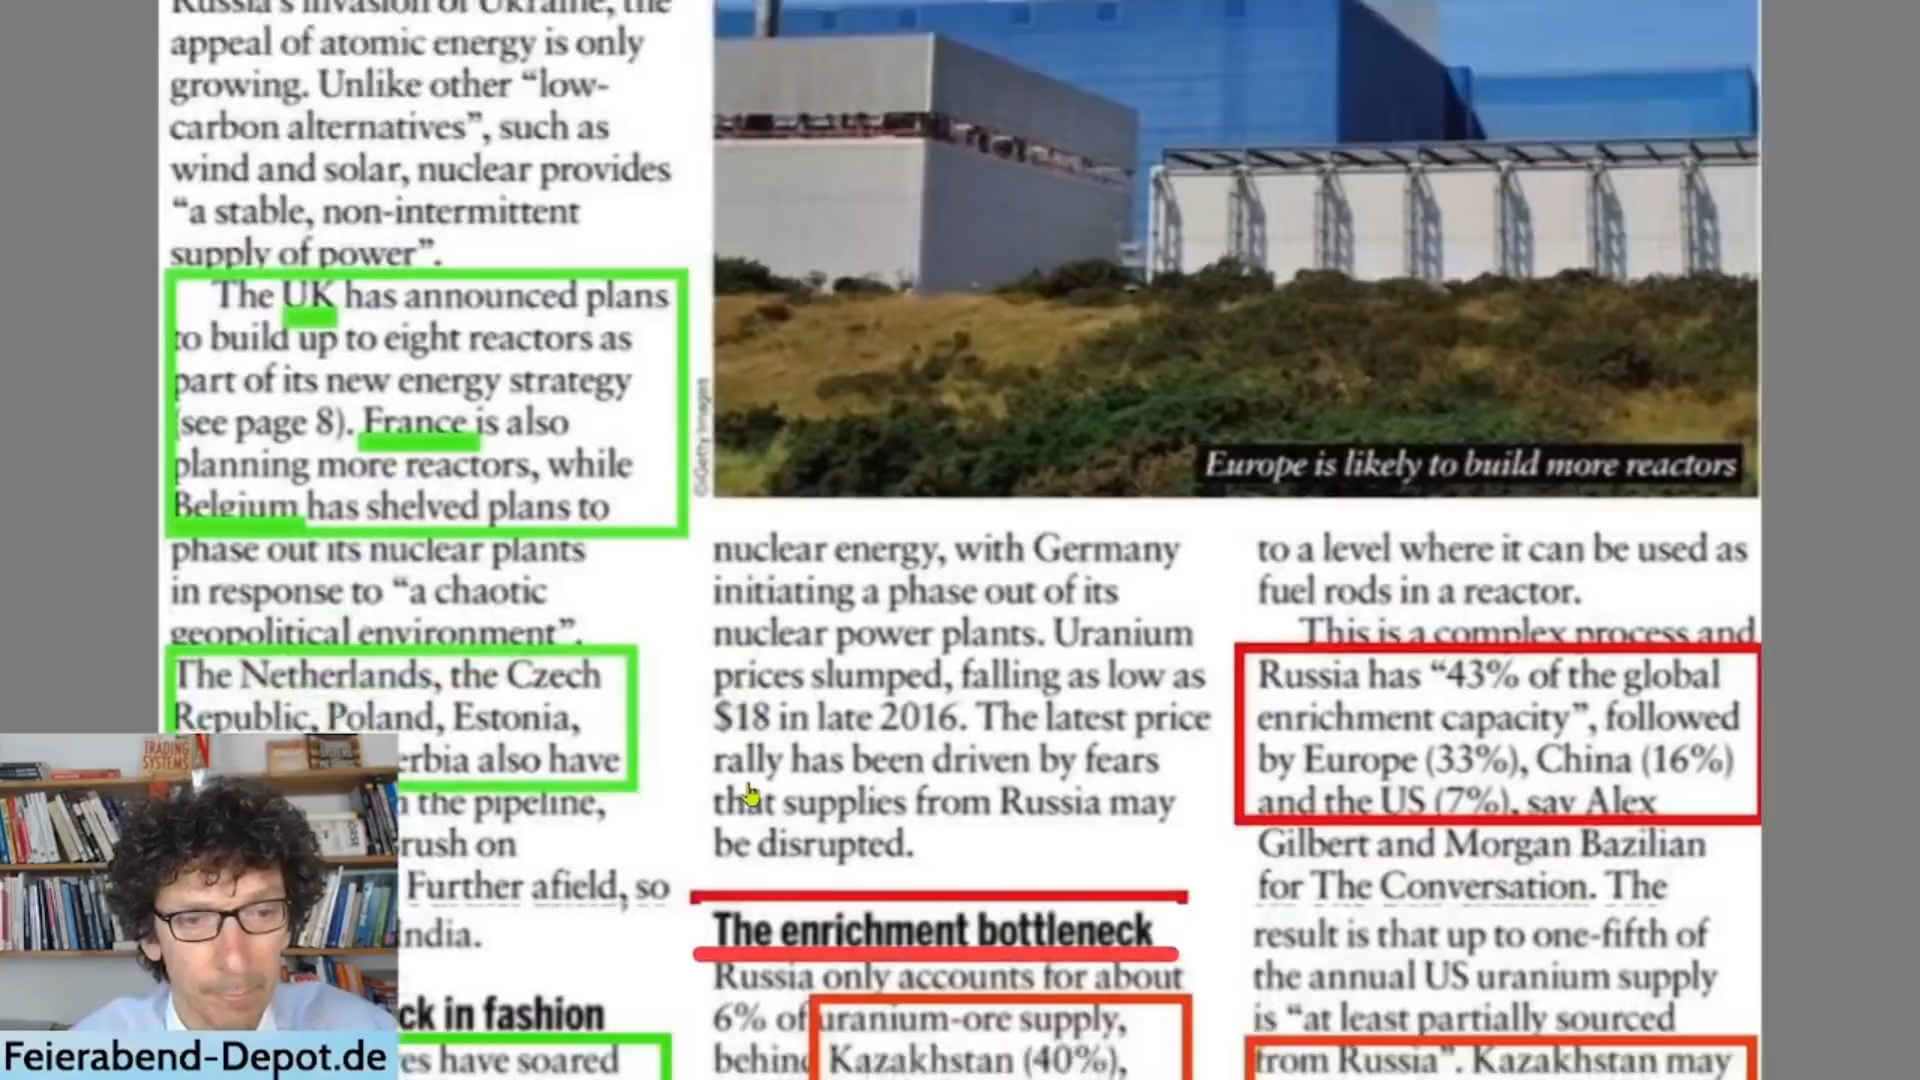 Russia's invasion of Ukraine, the
appeal of atomic energy is only
growing. Unlike other “low-
carbon alternatives”, such as
wind and solar, nuclear provides
“a stable, non-intermittent
supply of power”.
The UK has announced plans
to build up to eight reactors as
part of its new energy strategy
(see page 8). France is also
planning more reactors, while
Belgium has shelved plans to
phase out its nuclear plants
in response to “a chaotic
geopolitical environment”.
The Netherlands, the Czech
Republic, Poland, Estonia,
erbia also have
the pipeline,
rush on
Further afield, so
India.
ck in fashion
es have soared
©Getty Images
Europe is likely to build more reactors
nuclear energy, with Germany
initiating a phase out of its
nuclear power plants. Uranium
prices slumped, falling as low as
$18 in late 2016. The latest price
rally has been driven by fears
that supplies from Russia may
be disrupted.
The enrichment bottleneck
Russia only accounts for about
6% of uranium-ore supply,
behind Kazakhstan (40%),
to a level where it can be used as
fuel rods in a reactor.
This is a complex process and
Russia has “43% of the global
enrichment capacity”, followed
by Europe (33%), China (16%)
and the US (7%), say Alex
Gilbert and Morgan Bazilian
for The Conversation. The
result is that up to one-fifth of
the annual US uranium supply
is “at least partially sourced
from Russia”. Kazakhstan may
TRADING
SYSTEMS
Feierabend-Depot.de